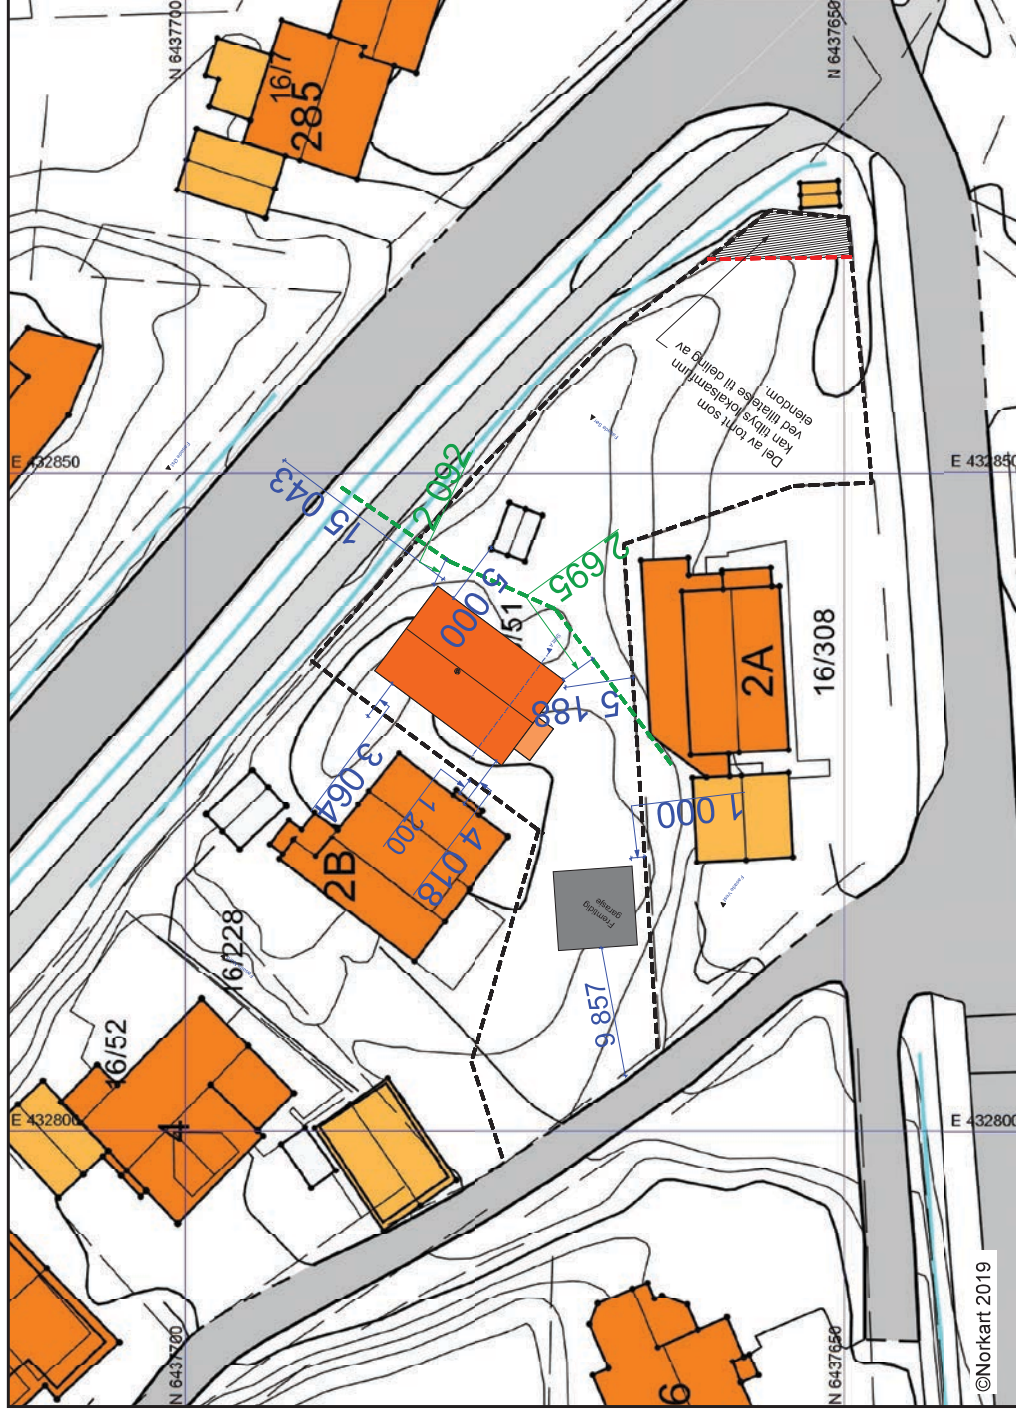 N 6437700
N 6437650
16/7
285
E 432850
E 432850
15 043
2 092
Del av tomt som
kan tilbys lokalsamfunn
ved tillatelse til deling av
eiendom.
5 000
/51
2 695
5 188
2A
16/308
3 064
1 200
4 018
2B
1 000
Fremtidig
garasje
Fasade Vest
16/228
9 857
16/52
4
E 432800
E 432800
N 6437700
N 6437650
6
©Norkart 2019